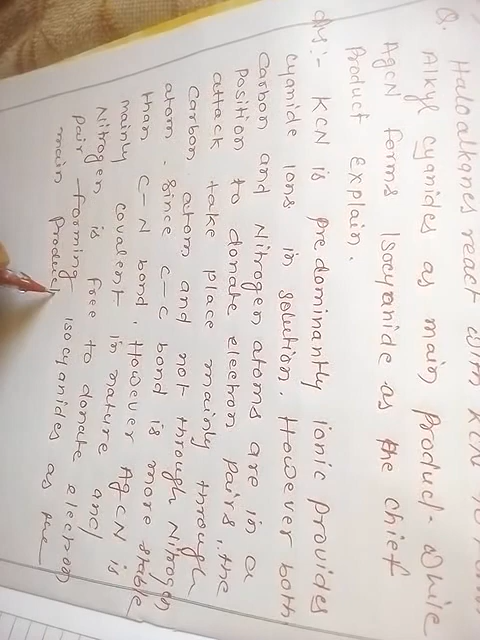 Haloalkanes react with KCN to form
Q. Alkyl cyanides as main product. while
AgCN forms Isocyanide as the chief
Product explain.
Ans:- KCN is predominantly ionic provides
cyanide ions in solution. However both
carbon and Nitrogen atoms are in a
position to donate electron pairs, the
attack take place mainly through
carbon atom and not through Nitrogen
atom. Since C-C bond is more stable
than C-N bond. However AgCN is
mainly covalent in nature and
Nitrogen is free to donate electron
pair forming isocyanides as the
main Product